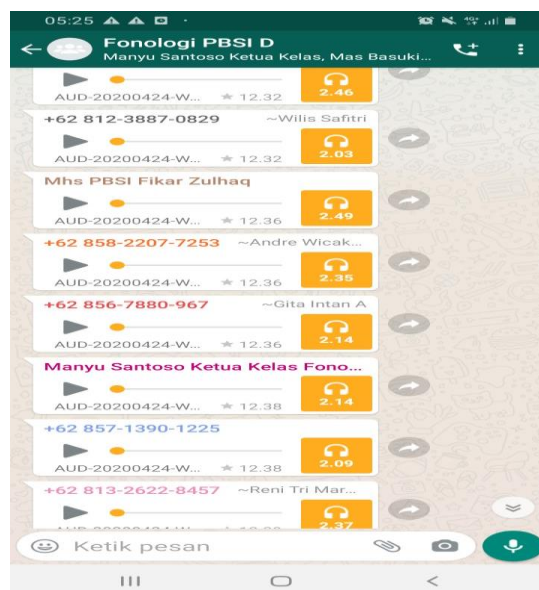 05:25
Fonologi PBSI D
Manyu Santoso Ketua Kelas, Mas Basuki...
2.46
AUD-20200424-W... ★ 12.32
+62 812-3887-0829 ~Wilis Safitri
2.03
AUD-20200424-W... ★ 12.32
Mhs PBSI Fikar Zulhaq
2.49
AUD-20200424-W... ★ 12.36
+62 858-2207-7253 ~Andre Wicak...
2.35
AUD-20200424-W... ★ 12.36
+62 856-7880-967 ~Gita Intan A
2.14
AUD-20200424-W... ★ 12.36
Manyu Santoso Ketua Kelas Fono...
2.14
AUD-20200424-W... ★ 12.38
+62 857-1390-1225
2.09
AUD-20200424-W... ★ 12.38
+62 813-2622-8457 ~Reni Tri Mar...
2.37
Ketik pesan